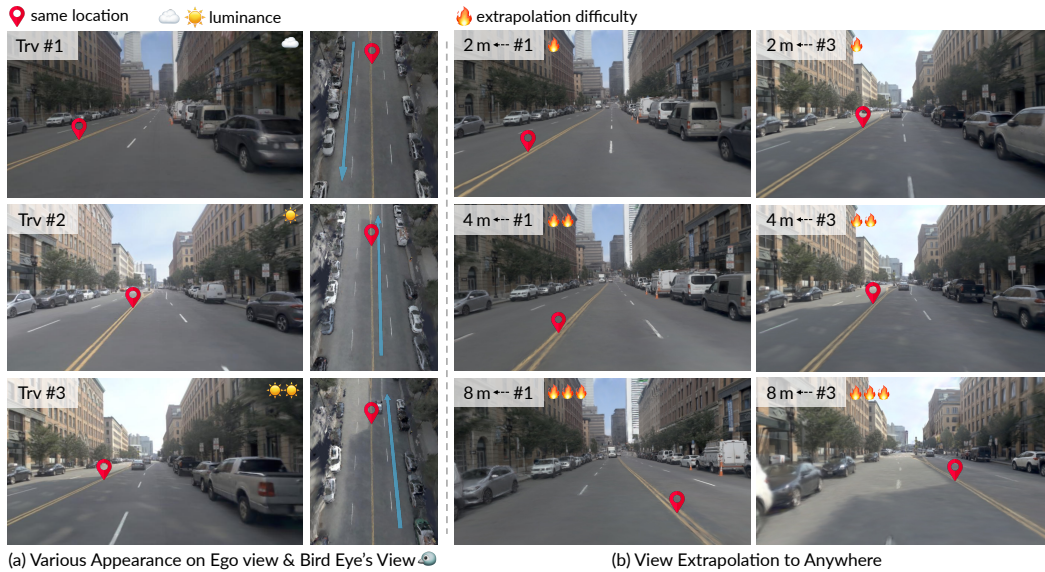 same location
luminance
extrapolation difficulty
Trv #1
2 m ⇠ #1
2 m ⇠ #3
Trv #2
4 m ⇠ #1
4 m ⇠ #3
Trv #3
8 m ⇠ #1
8 m ⇠ #3
(a) Various Appearance on Ego view & Bird Eye's View
(b) View Extrapolation to Anywhere